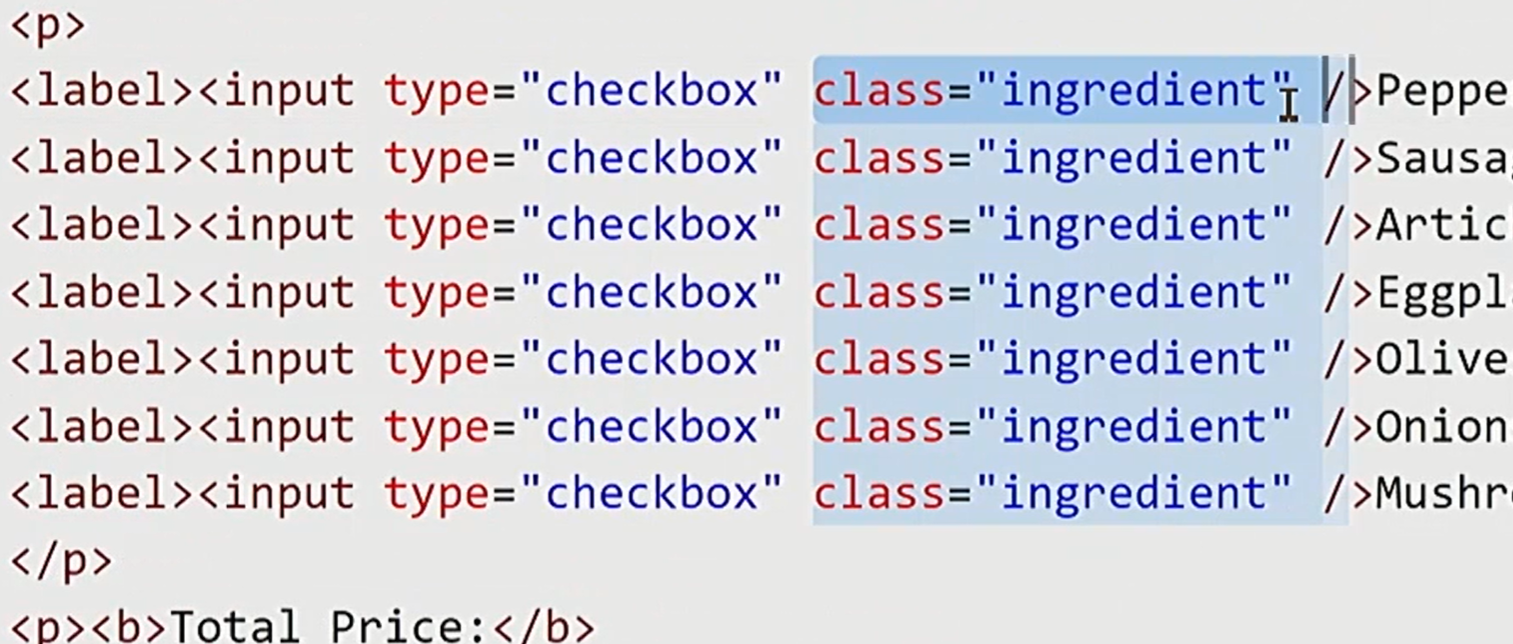 <p>
<label><input type="checkbox" class="ingredient" />Peppe
<label><input type="checkbox" class="ingredient" />Sausa
<label><input type="checkbox" class="ingredient" />Artic
<label><input type="checkbox" class="ingredient" />Eggpl
<label><input type="checkbox" class="ingredient" />Olive
<label><input type="checkbox" class="ingredient" />Onion
<label><input type="checkbox" class="ingredient" />Mushr
</p>
<p><b>Total Price:</b>